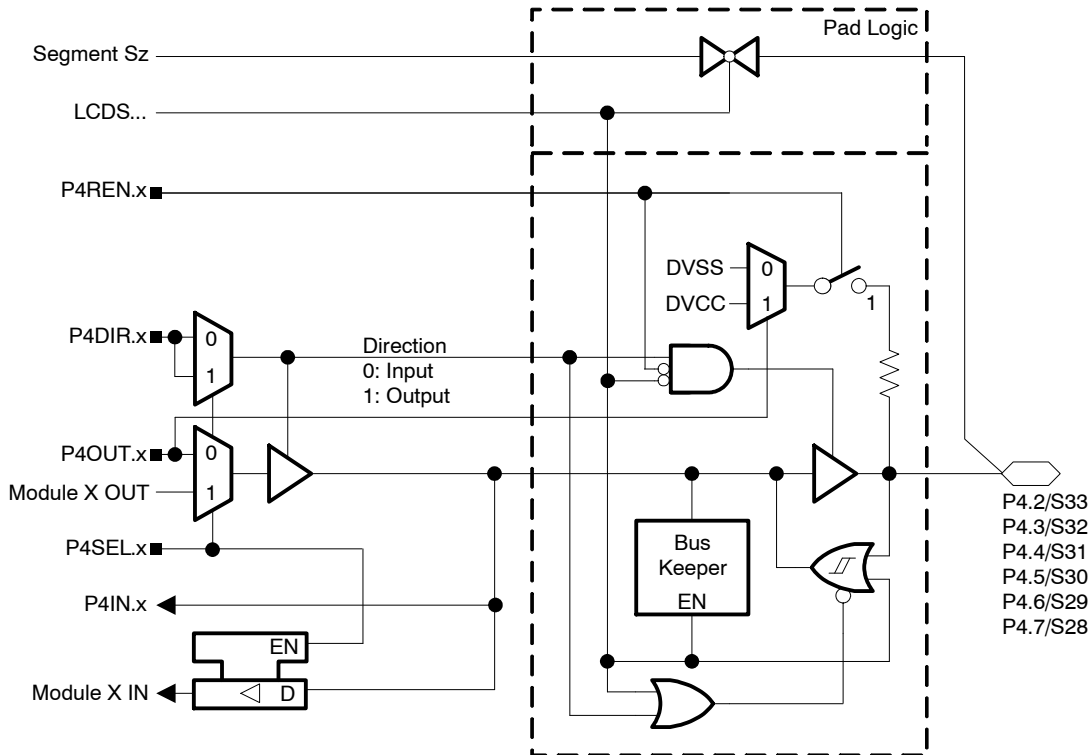 Pad Logic
Segment Sz
LCDS...
P4REN.x
DVSS
0
DVCC
1
1
P4DIR.x
0
1
Direction
0: Input
1: Output
P4OUT.x
0
Module X OUT
1
P4SEL.x
Bus
Keeper
EN
P4IN.x
EN
Module X IN
D
P4.2/S33
P4.3/S32
P4.4/S31
P4.5/S30
P4.6/S29
P4.7/S28